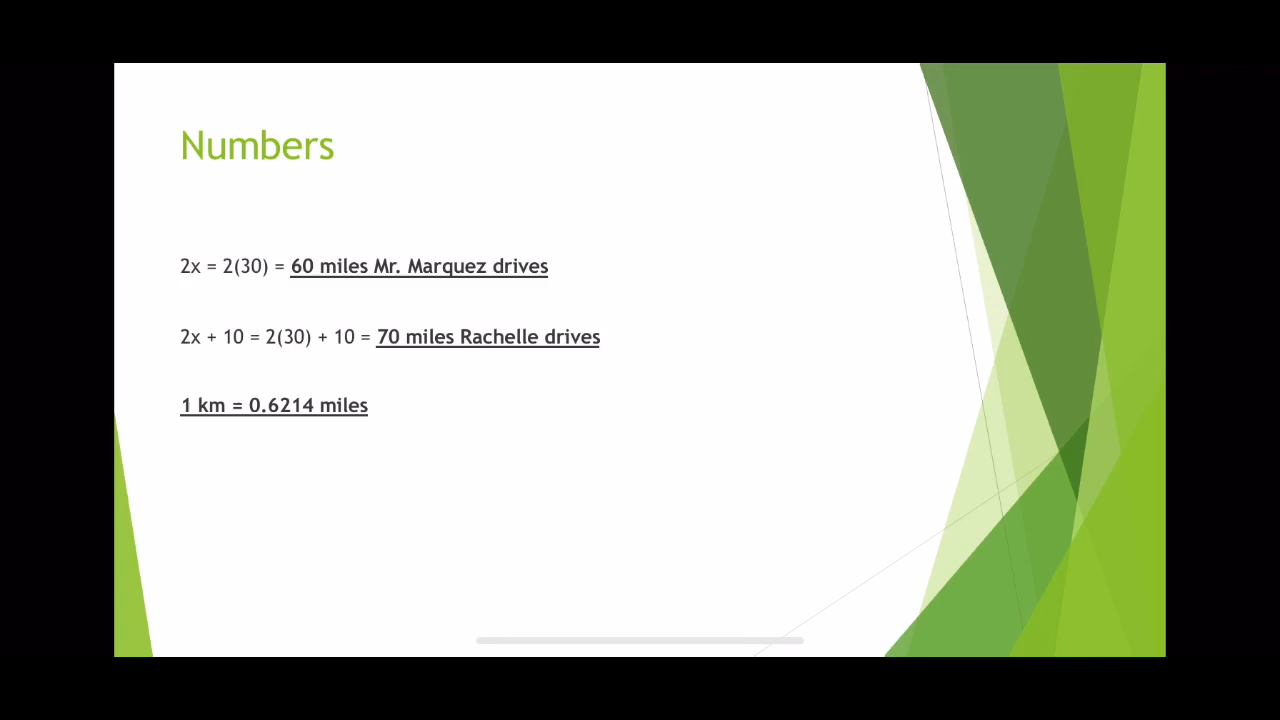 Numbers
2x = 2(30) = 60 miles Mr. Marquez drives
2x + 10 = 2(30) + 10 = 70 miles Rachelle drives
1 km = 0.6214 miles